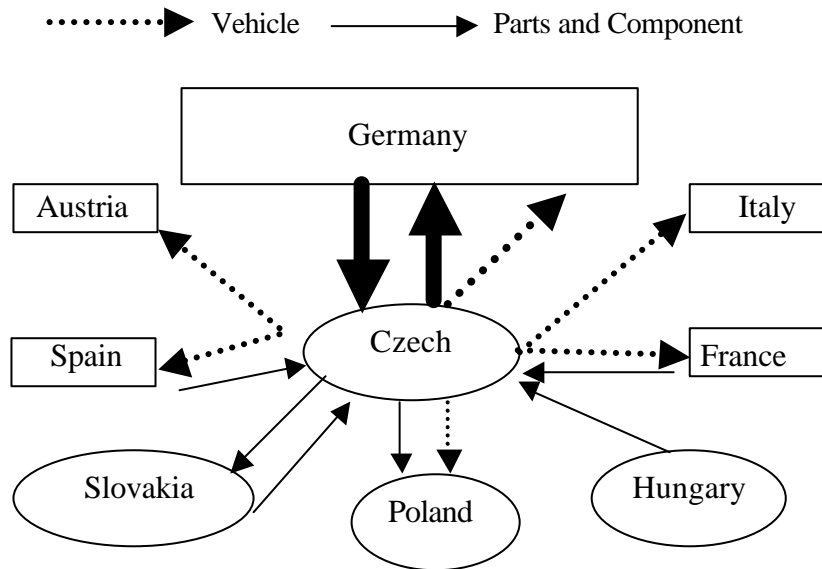 Vehicle Parts and Component
Germany
Austria Italy
Czech
Spain France
Slovakia Hungary
Poland